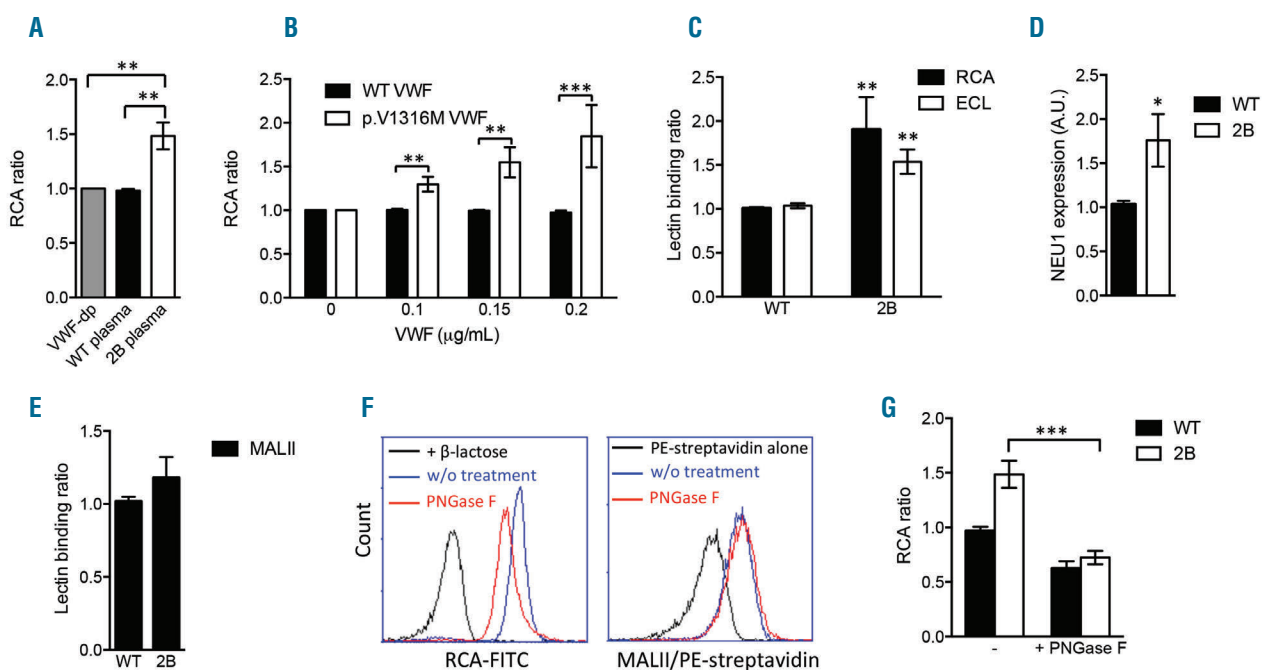 A
**
**
2.0
1.5
1.0
0.5
0.0
RCA ratio
VWF-dp
WT plasma
2B plasma
B
WT VWF
p.V1316M VWF
**
**
***
2.5
2.0
1.5
1.0
0.5
0.0
RCA ratio
0
0.1
0.15
0.2
VWF (µg/mL)
C
RCA
ECL
**
**
2.5
2.0
1.5
1.0
0.5
0.0
Lectin binding ratio
WT
2B
D
WT
2B
*
2.5
2.0
1.5
1.0
0.5
0.0
NEU1 expression (A.U.)
E
MALII
1.5
1.0
0.5
0.0
Lectin binding ratio
WT
2B
F
+ β-lactose
w/o treatment
PNGase F
Count
RCA-FITC
PE-streptavidin alone
w/o treatment
PNGase F
MALII/PE-streptavidin
G
WT
2B
***
2.0
1.5
1.0
0.5
0.0
RCA ratio
-
+ PNGase F